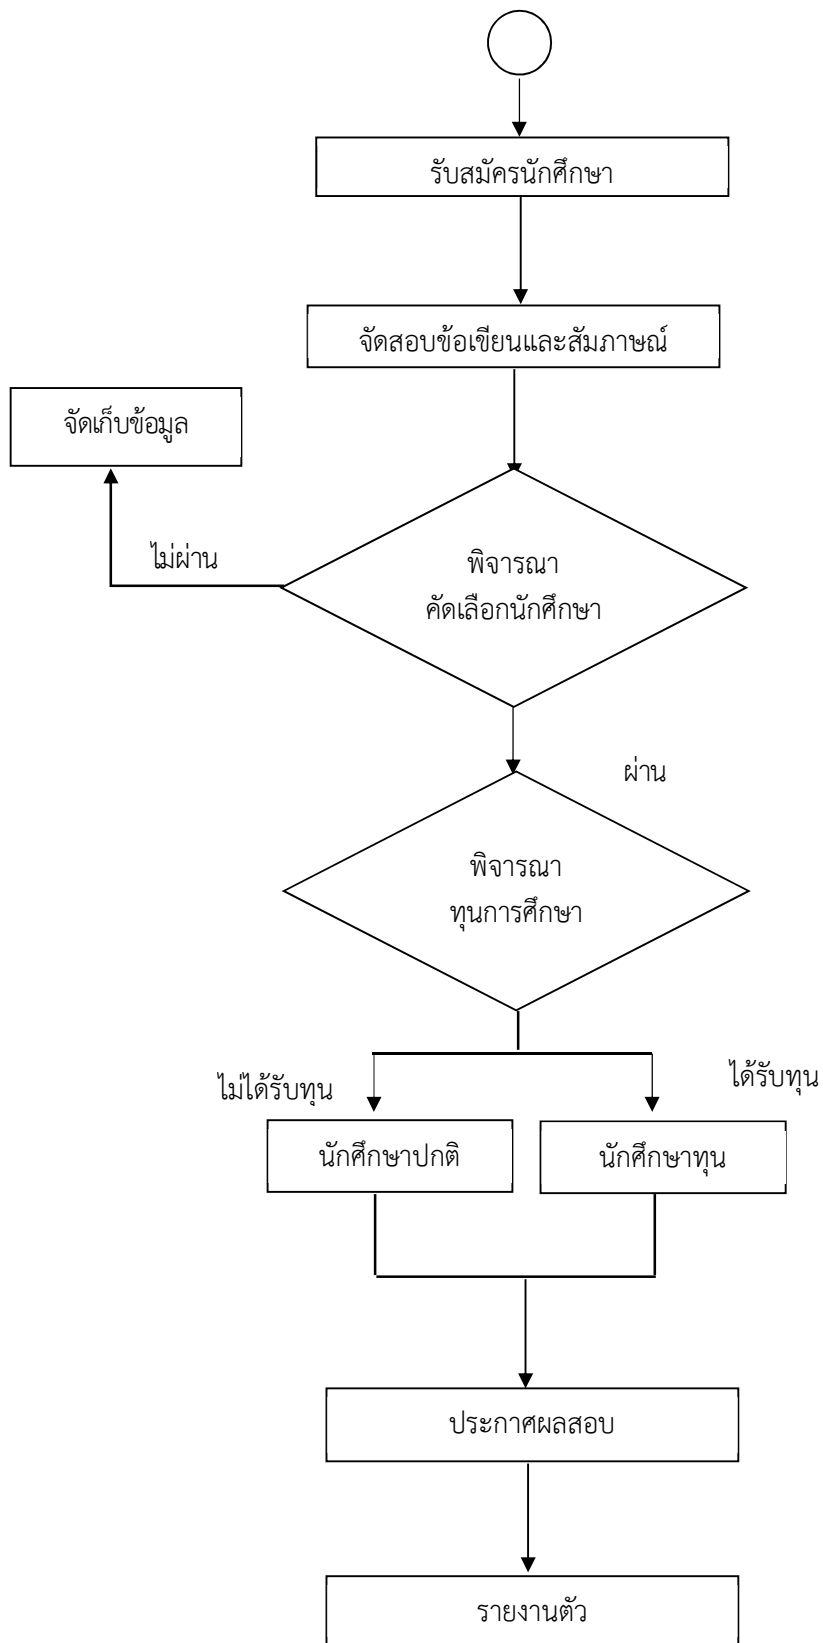 รับสมัครนักศึกษา
จัดสอบข้อเขียนและสัมภาษณ์
จัดเก็บข้อมูล
ไม่ผ่าน
พิจารณา
คัดเลือกนักศึกษา
ผ่าน
พิจารณา
ทุนการศึกษา
ไม่ได้รับทุน
ได้รับทุน
นักศึกษาปกติ
นักศึกษาทุน
ประกาศผลสอบ
รายงานตัว